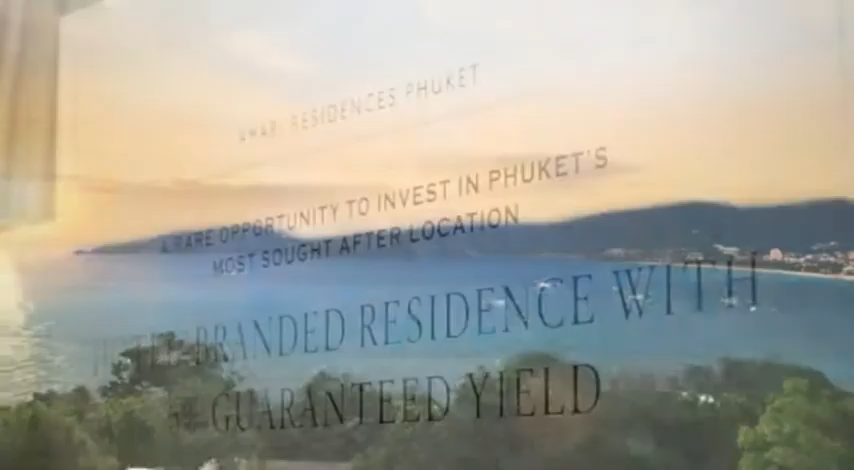 RESIDENCES PHUKET
A RARE OPPORTUNITY TO INVEST IN PHUKET'S
MOST SOUGHT AFTER LOCATION
BRANDED RESIDENCE WITH
GUARANTEED YIELD